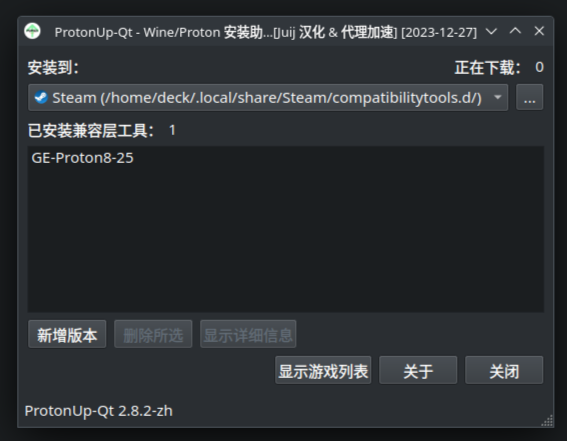 ProtonUp-Qt - Wine/Proton 安装助...[Juij 汉化 & 代理加速] [2023-12-27]
安装到： 正在下载： 0
Steam (/home/deck/.local/share/Steam/compatibilitytools.d/) ...
已安装兼容层工具： 1
GE-Proton8-25
新增版本 删除所选 显示详细信息
显示游戏列表 关于 关闭
ProtonUp-Qt 2.8.2-zh